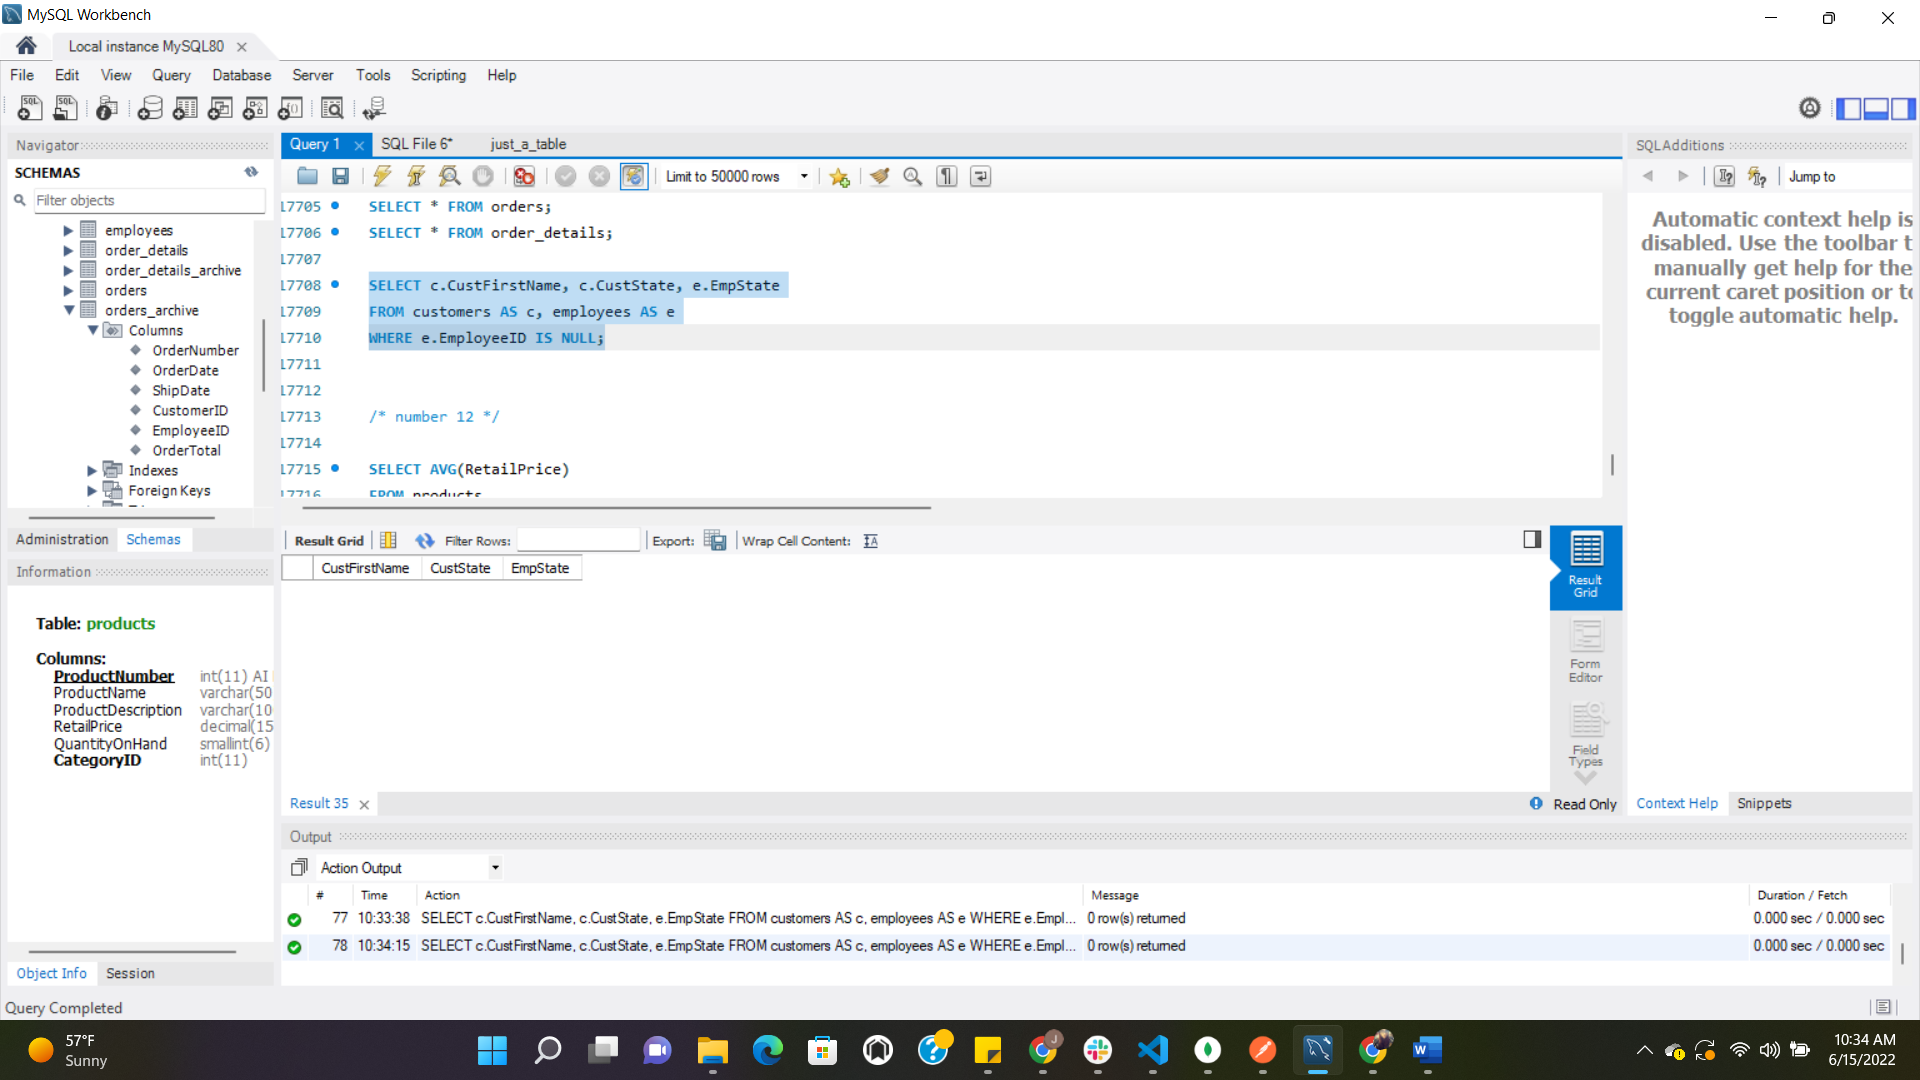 MySQL Workbench
Local instance MySQL80
File Edit View Query Database Server Tools Scripting Help
Navigator
SCHEMAS
Filter objects
employees
order_details
order_details_archive
orders
orders_archive
Columns
OrderNumber
OrderDate
ShipDate
CustomerID
EmployeeID
OrderTotal
Indexes
Foreign Keys
Administration Schemas
Information
Table: products
Columns:
ProductNumber int(11) AI
ProductName varchar(50
ProductDescription varchar(10
RetailPrice decimal(15
QuantityOnHand smallint(6)
CategoryID int(11)
Object Info Session
Query Completed
Query 1 SQL File 6* just_a_table
Limit to 50000 rows
17705 SELECT * FROM orders;
17706 SELECT * FROM order_details;
17707
17708 SELECT c.CustFirstName, c.CustState, e.EmpState
17709 FROM customers AS c, employees AS e
17710 WHERE e.EmployeeID IS NULL;
17711
17712
17713 /* number 12 */
17714
17715 SELECT AVG(RetailPrice)
17716 FROM products
Result Grid Filter Rows: Export: Wrap Cell Content:
CustFirstName CustState EmpState
Result Grid
Form Editor
Field Types
Result 35
Read Only
Output
Action Output
# Time Action Message Duration / Fetch
77 10:33:38 SELECT c.CustFirstName, c.CustState, e.EmpState FROM customers AS c, employees AS e WHERE e.Empl... 0 row(s) returned 0.000 sec / 0.000 sec
78 10:34:15 SELECT c.CustFirstName, c.CustState, e.EmpState FROM customers AS c, employees AS e WHERE e.Empl... 0 row(s) returned 0.000 sec / 0.000 sec
SQLAdditions
Jump to
Automatic context help is
disabled. Use the toolbar t
manually get help for the
current caret position or to
toggle automatic help.
Context Help Snippets
57°F
Sunny
10:34 AM
6/15/2022